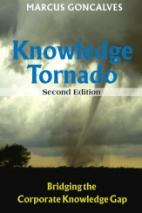 MARCUS GONCALVES
Knowledge
Tornado
Second Edition
Bridging the
Corporate Knowledge Gap